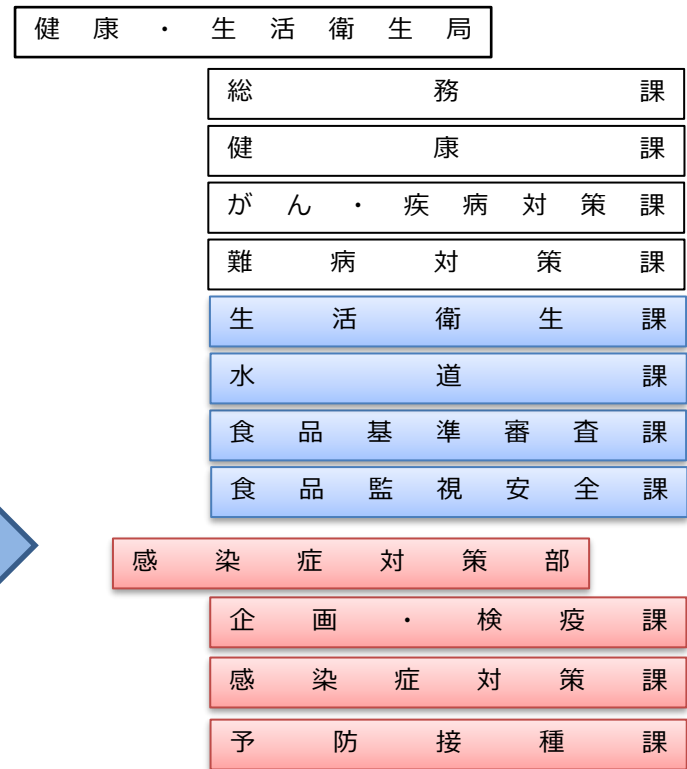 健康・生活衛生局
総務課
健康課
がん・疾病対策課
難病対策課
生活衛生課
水道課
食品基準審査課
食品監視安全課
感染症対策部
企画・検疫課
感染症対策課
予防接種課